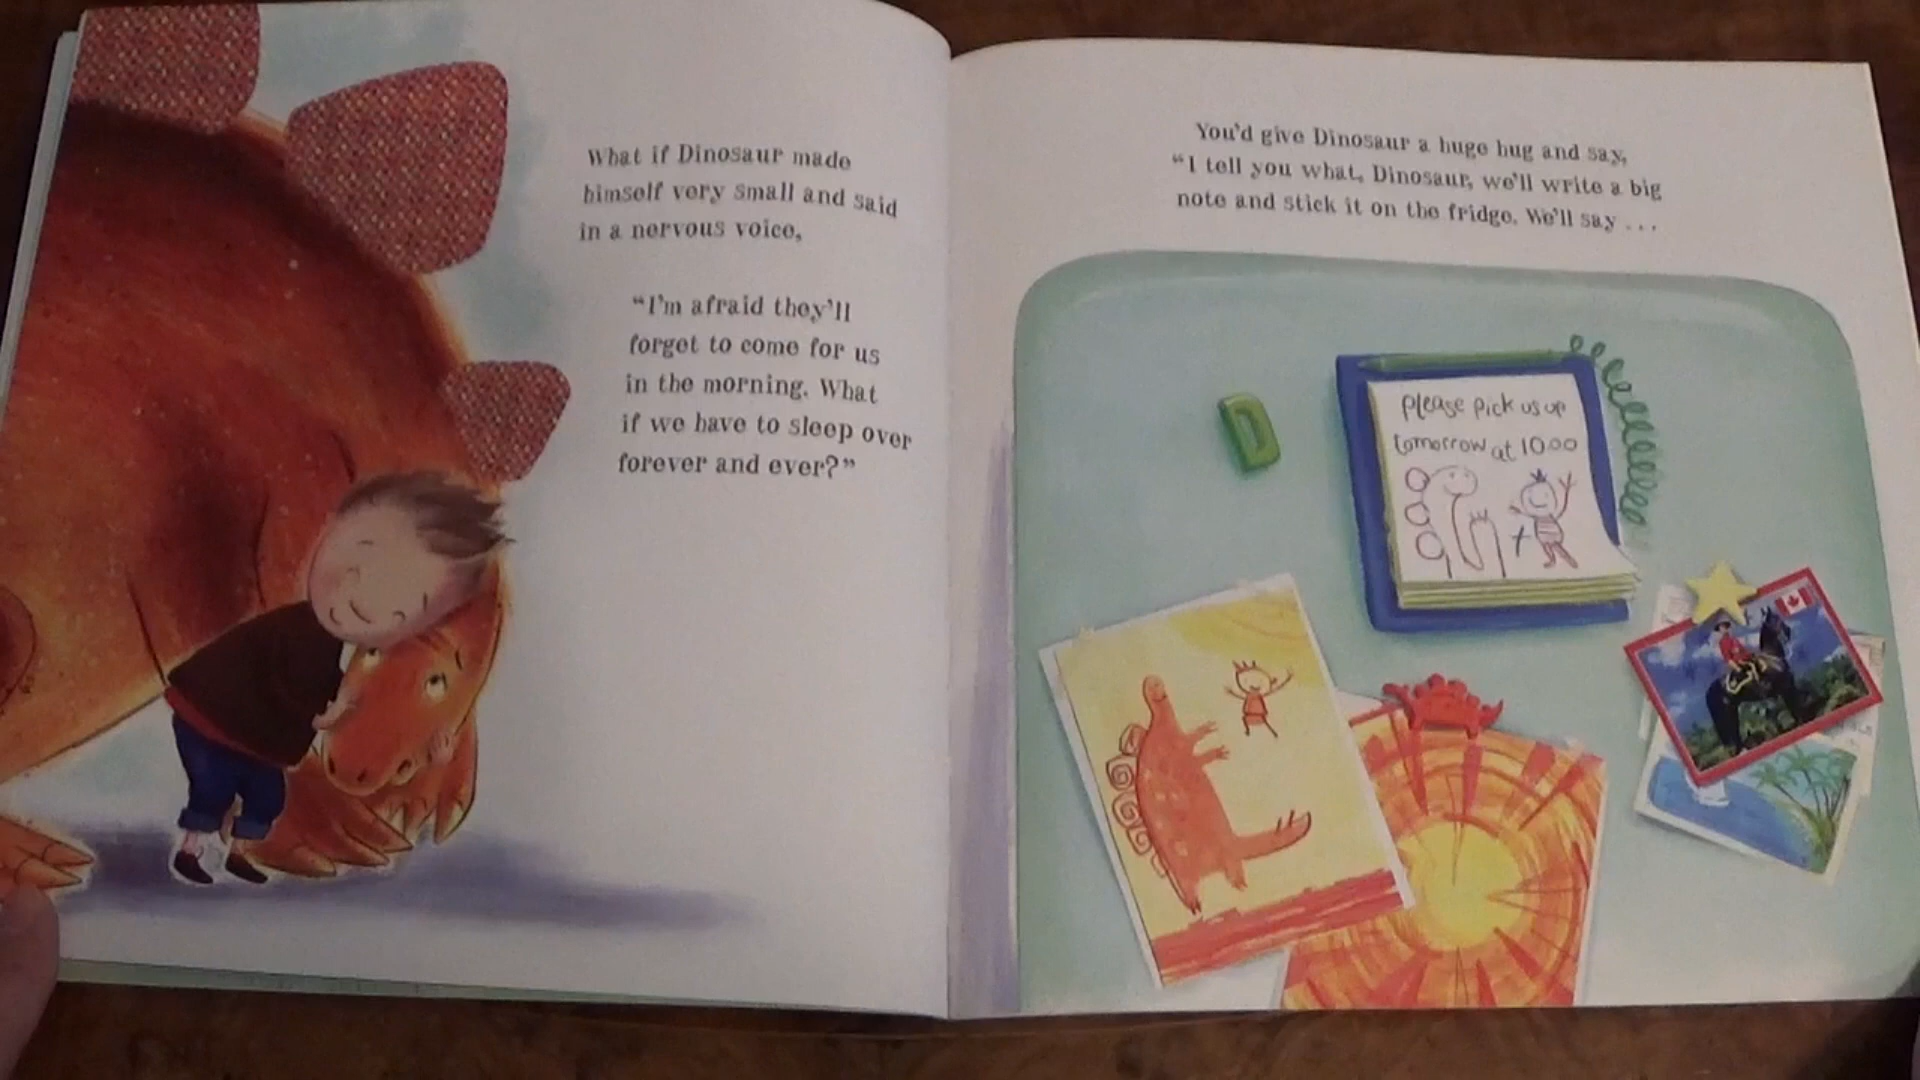 What if Dinosaur made
himself very small and said
in a nervous voice,
“I'm afraid they'll
forget to come for us
in the morning. What
if we have to sleep over
forever and ever?”
You'd give Dinosaur a huge hug and say,
“I tell you what, Dinosaur, we'll write a big
note and stick it on the fridge. We'll say . . .
D
please pick us up
tomorrow at 10.00
+